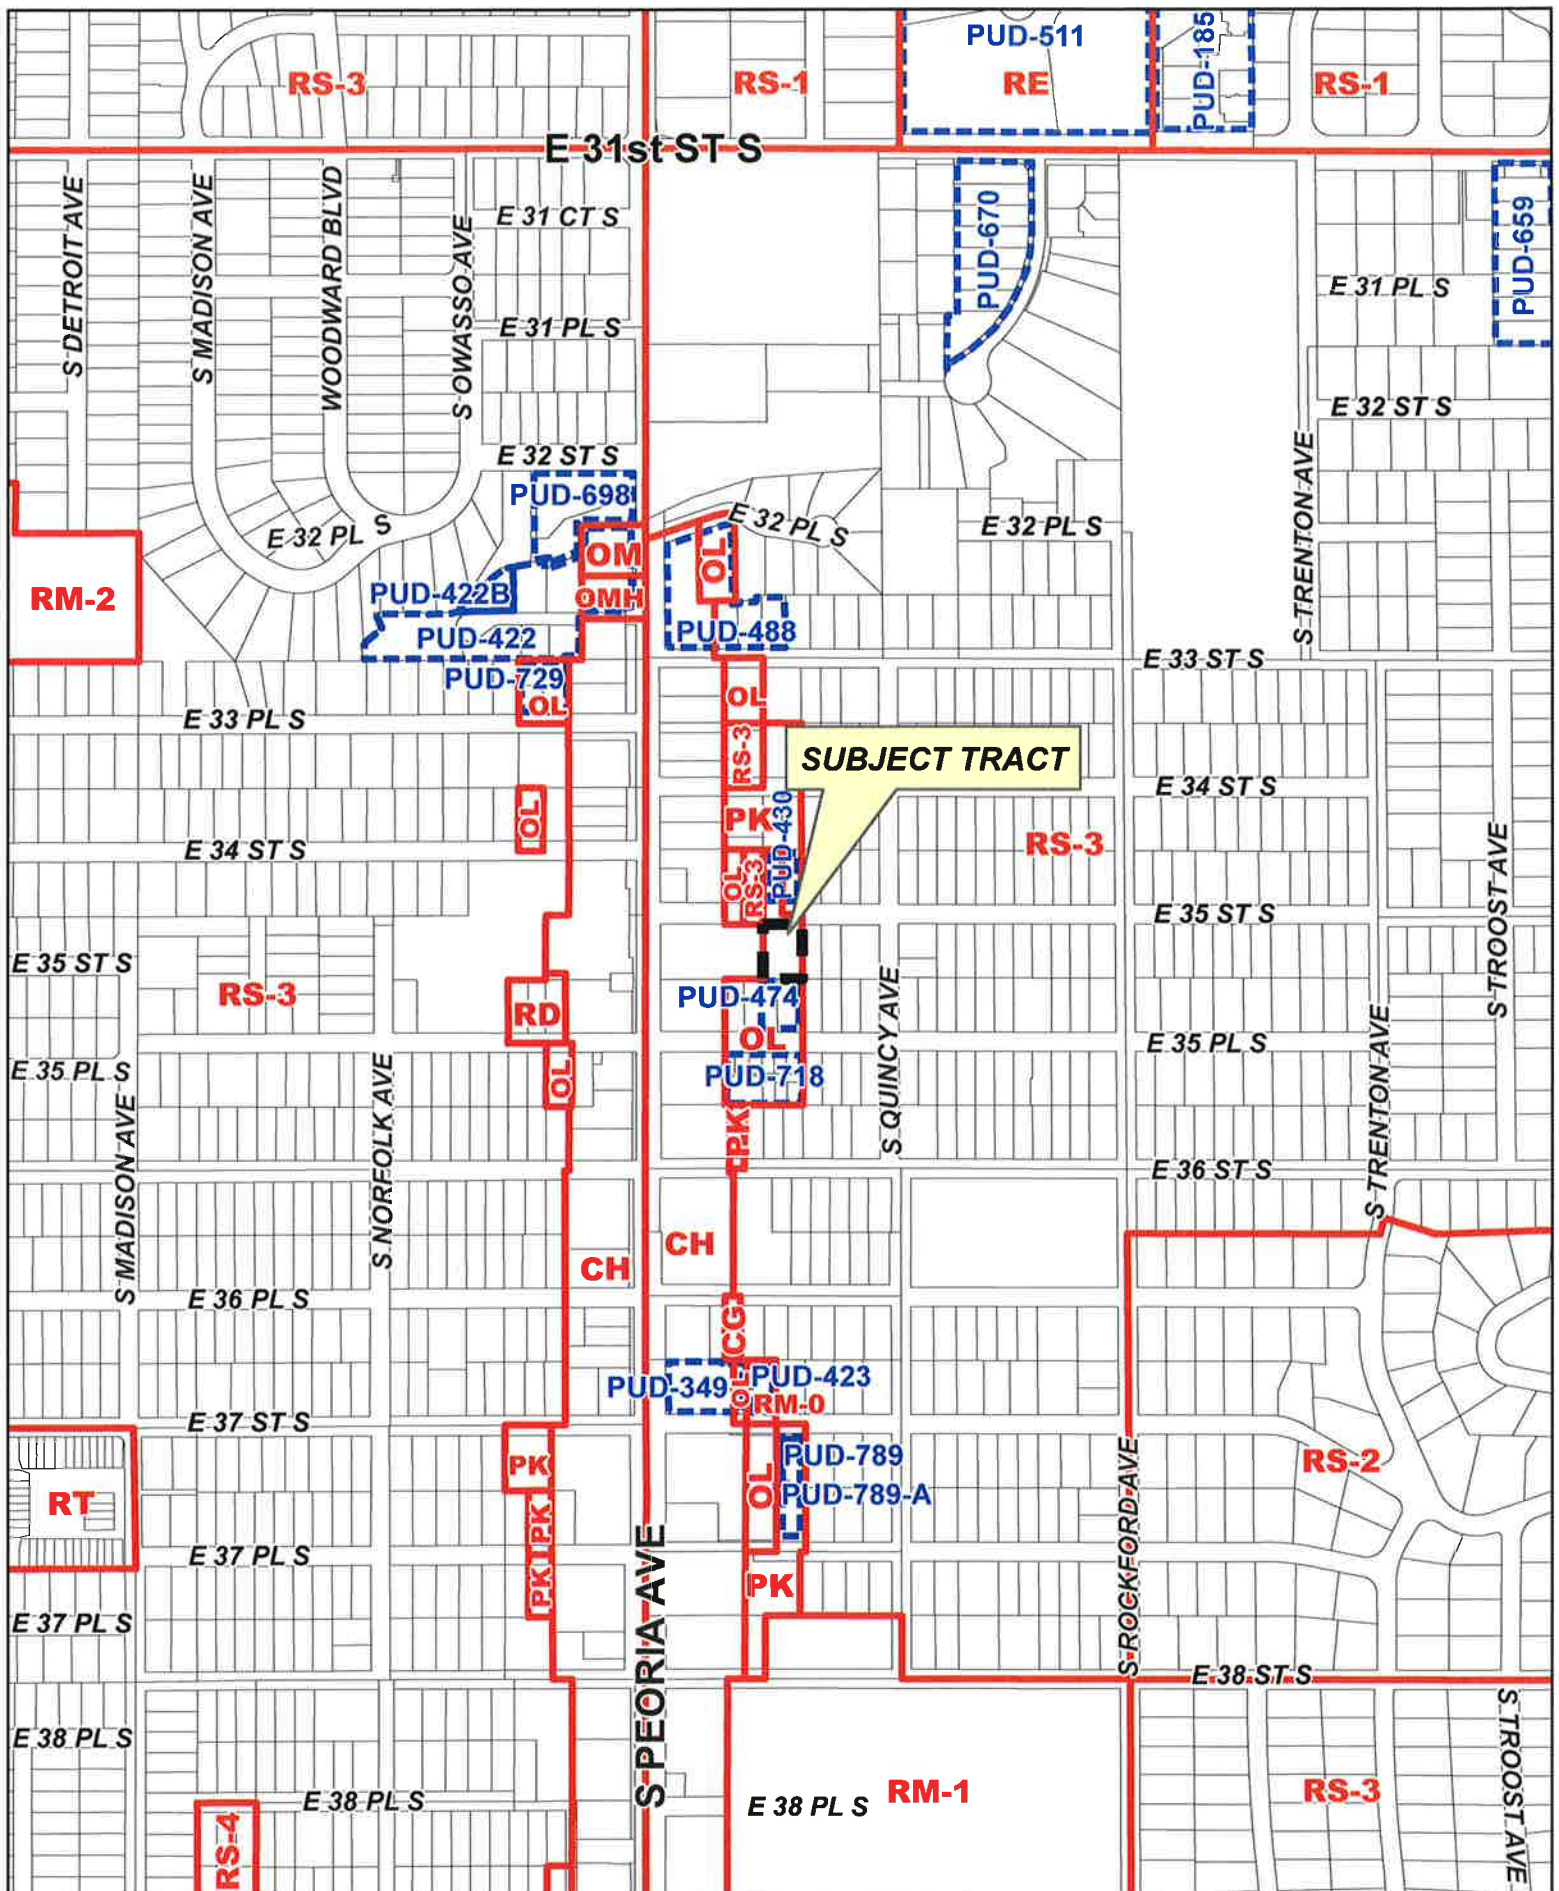 PUD-511
PUD-185
RS-3
RS-1
RE
RS-1
E 31st ST S
S DETROIT AVE
S MADISON AVE
WOODWARD BLVD
S OWASSO AVE
E 31 CT S
PUD-670
PUD-659
E 31 PL S
E 31 PL S
E 32 ST S
E 32 ST S
S TRENTON AVE
PUD-698
E 32 PL S
E 32 PL S
E 32 PL S
OM
OL
RM-2
PUD-422B
OMH
PUD-422
PUD-488
E 33 ST S
PUD-729
OL
OL
E 33 PL S
RS-3
SUBJECT TRACT
E 34 ST S
OL
PK
PUD-430
RS-3
E 34 ST S
OL
RS-3
S TROOST AVE
E 35 ST S
E 35 ST S
RS-3
PUD-474
RD
OL
S QUINCY AVE
E 35 PL S
E 35 PL S
OL
PUD-718
S MADISON AVE
S NORFOLK AVE
PK
S TRENTON AVE
E 36 ST S
CH
CH
E 36 PL S
CG
PUD-349
OL
PUD-423
RM-0
E 37 ST S
PK
PUD-789
OL
PUD-789-A
RS-2
RT
PK
S ROCKFORD AVE
E 37 PL S
PK
PK
S PEORIA AVE
E 37 PL S
E 38 ST S
E 38 PL S
S TROOST AVE
E 38 PL S
E 38 PL S
RM-1
RS-3
RS-4